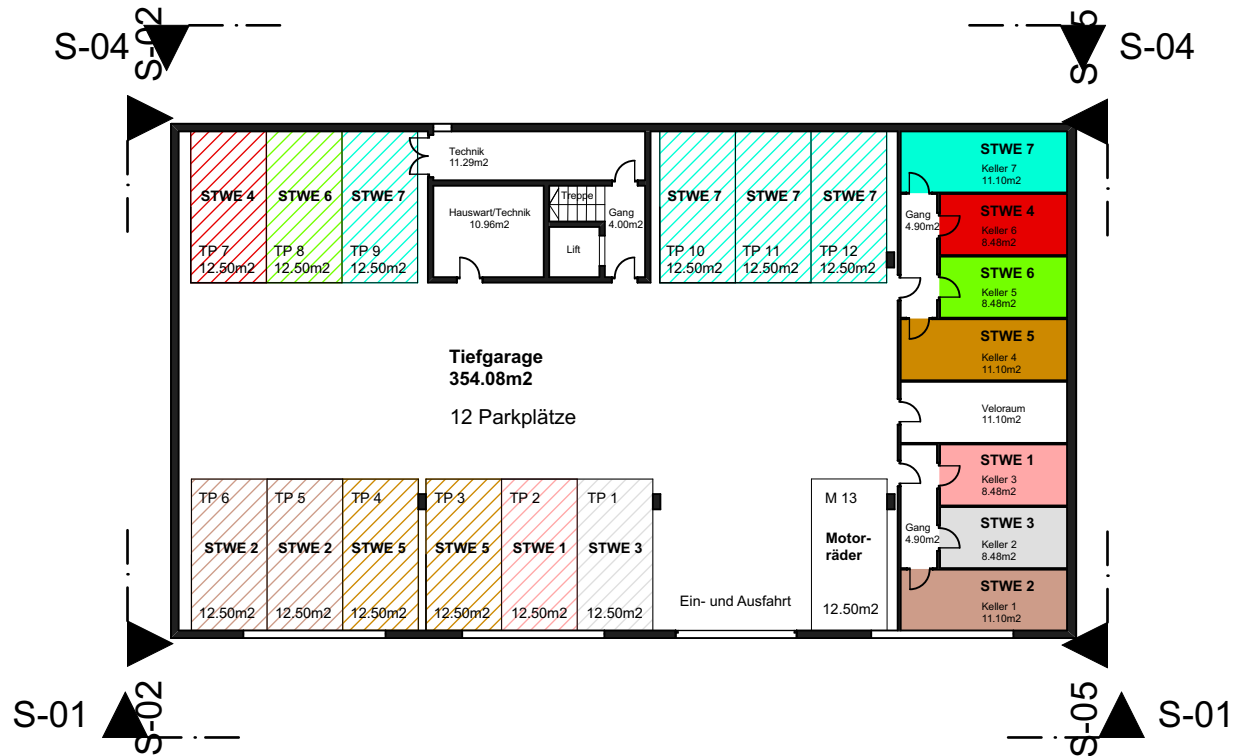 S-04
S-02
S-5
S-04
Technik
11.29m2
STWE 7
Keller 7
11.10m2
STWE 4
STWE 6
STWE 7
Treppe
Hauswart/Technik
10.96m2
Gang
4.00m2
Lift
STWE 7
STWE 7
STWE 7
Gang
4.90m2
STWE 4
Keller 6
8.48m2
TP 7
12.50m2
TP 8
12.50m2
TP 9
12.50m2
TP 10
12.50m2
TP 11
12.50m2
TP 12
12.50m2
STWE 6
Keller 5
8.48m2
STWE 5
Keller 4
11.10m2
Tiefgarage
354.08m2
12 Parkplätze
Veloraum
11.10m2
STWE 1
Keller 3
8.48m2
TP 6
TP 5
TP 4
TP 3
TP 2
TP 1
M 13
STWE 2
STWE 2
STWE 5
STWE 5
STWE 1
STWE 3
Motor-
räder
Gang
4.90m2
STWE 3
Keller 2
8.48m2
12.50m2
12.50m2
12.50m2
12.50m2
12.50m2
12.50m2
Ein- und Ausfahrt
12.50m2
STWE 2
Keller 1
11.10m2
S-01
S-02
S-05
S-01